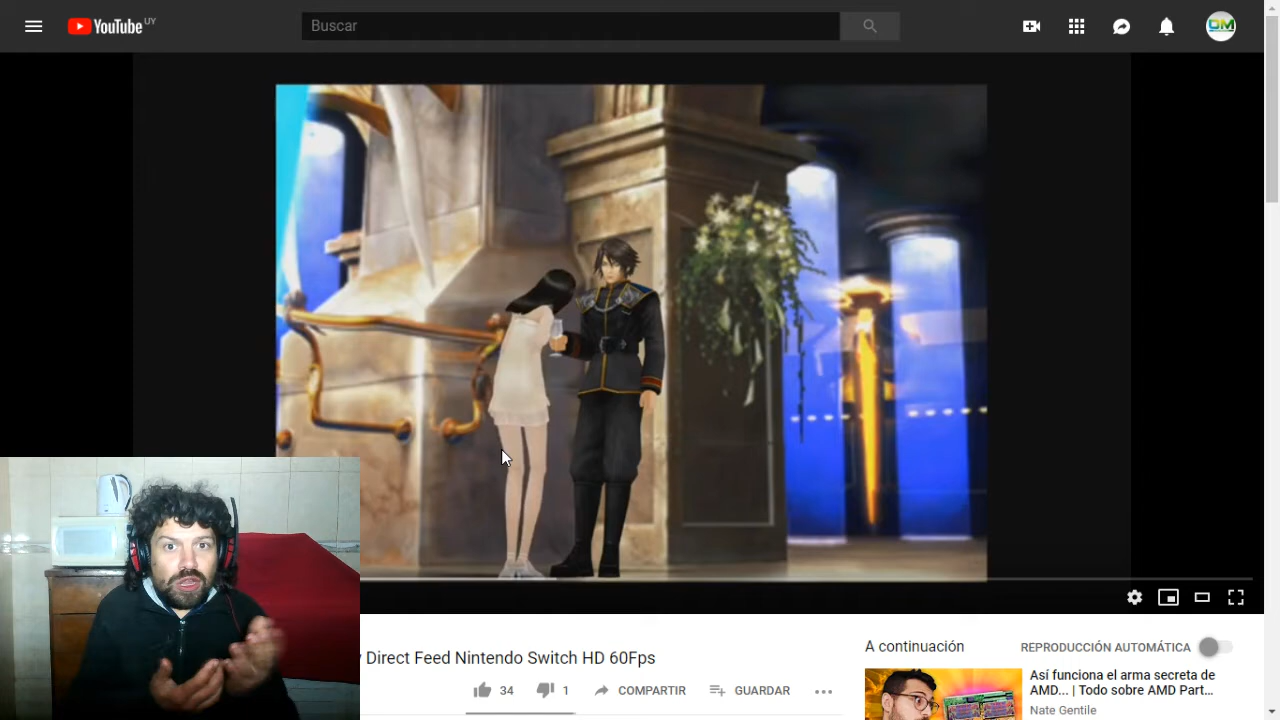 YouTube UY
Buscar
OM
Direct Feed Nintendo Switch HD 60Fps
34
1
COMPARTIR
GUARDAR
A continuación
REPRODUCCIÓN AUTOMÁTICA
Así funciona el arma secreta de
AMD... | Todo sobre AMD Part...
Nate Gentile